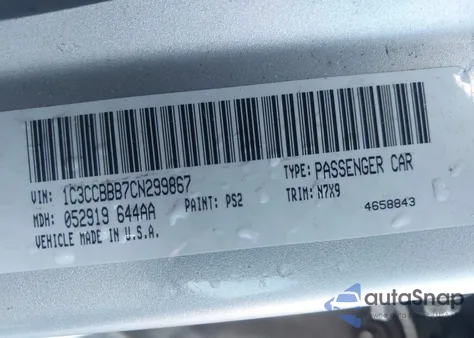 VIN: 1C3CCBBB7CN299867 TYPE: PASSENGER CAR
MDH: 052919 644AA PAINT: PS2 TRIM: N7X9
VEHICLE MADE IN U.S.A. 4658843
autoSnap